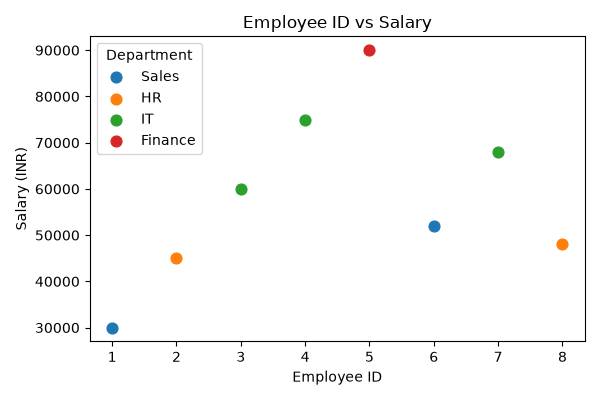 Employee ID vs Salary
Department
Sales
HR
IT
Finance
Salary (INR)
90000
80000
70000
60000
50000
40000
30000
1 2 3 4 5 6 7 8
Employee ID